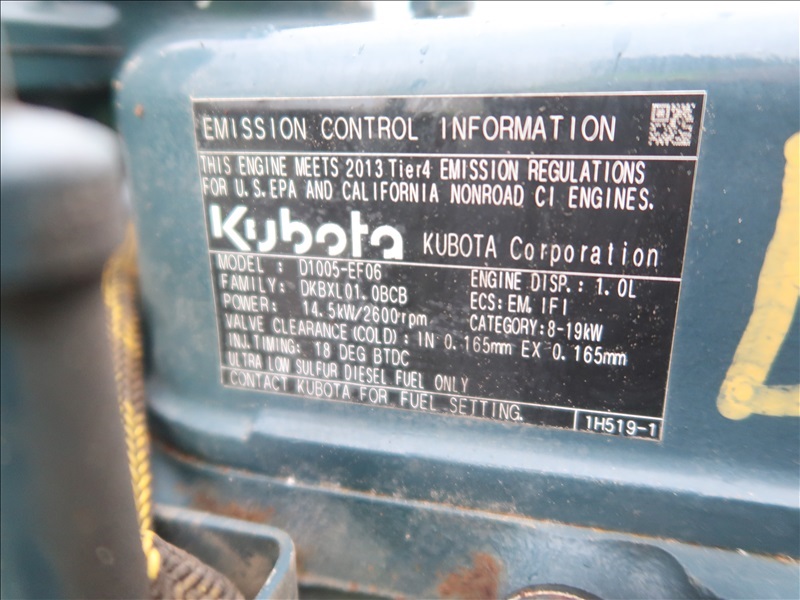 EMISSION CONTROL INFORMATION
THIS ENGINE MEETS 2013 Tier4 EMISSION REGULATIONS
FOR U.S.EPA AND CALIFORNIA NONROAD CI ENGINES.
Kubota KUBOTA Corporation
MODEL: D1005-EF06 ENGINE DISP.: 1.0L
FAMILY: DKBXL01.0BCB ECS:EM,IFI
POWER: 14.5kW/2600rpm CATEGORY:8-19kW
VALVE CLEARANCE(COLD): IN 0.165mm EX 0.165mm
INJ.TIMING: 18 DEG BTDC
ULTRA LOW SULFUR DIESEL FUEL ONLY
CONTACT KUBOTA FOR FUEL SETTING.
1H519-1